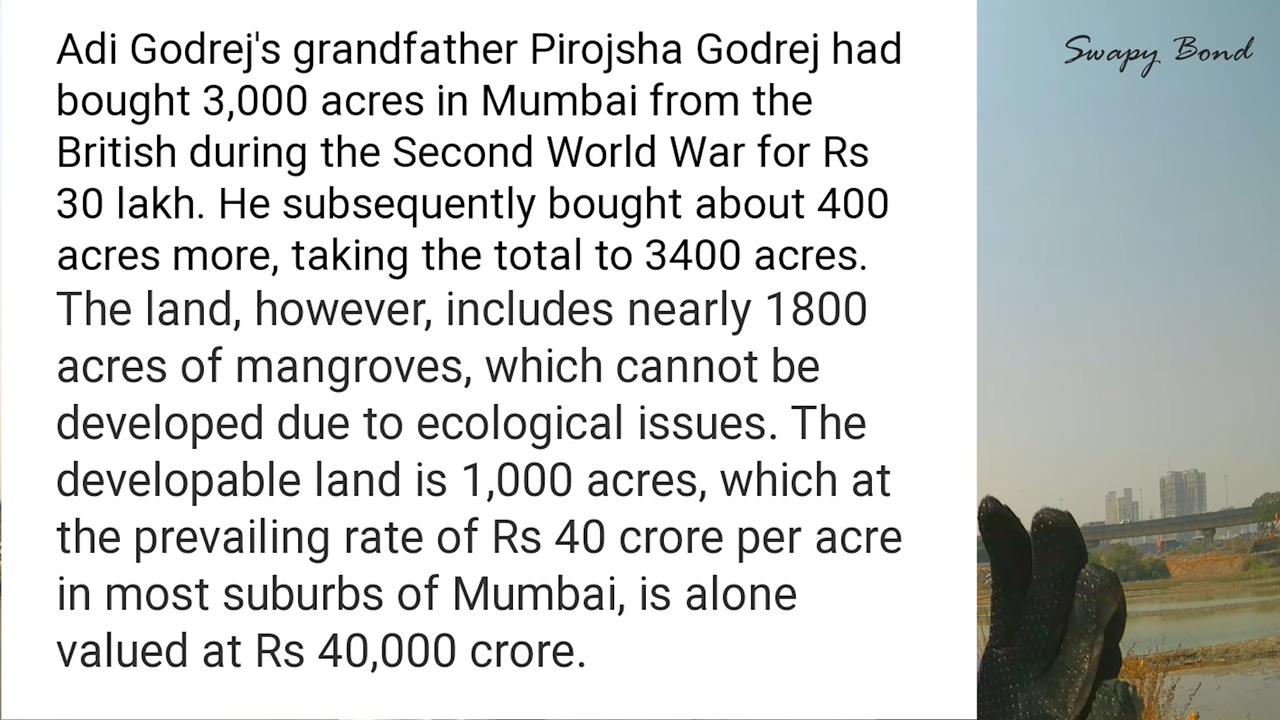 Adi Godrej's grandfather Pirojsha Godrej had
bought 3,000 acres in Mumbai from the
British during the Second World War for Rs
30 lakh. He subsequently bought about 400
acres more, taking the total to 3400 acres.
The land, however, includes nearly 1800
acres of mangroves, which cannot be
developed due to ecological issues. The
developable land is 1,000 acres, which at
the prevailing rate of Rs 40 crore per acre
in most suburbs of Mumbai, is alone
valued at Rs 40,000 crore.
Swapy Bond